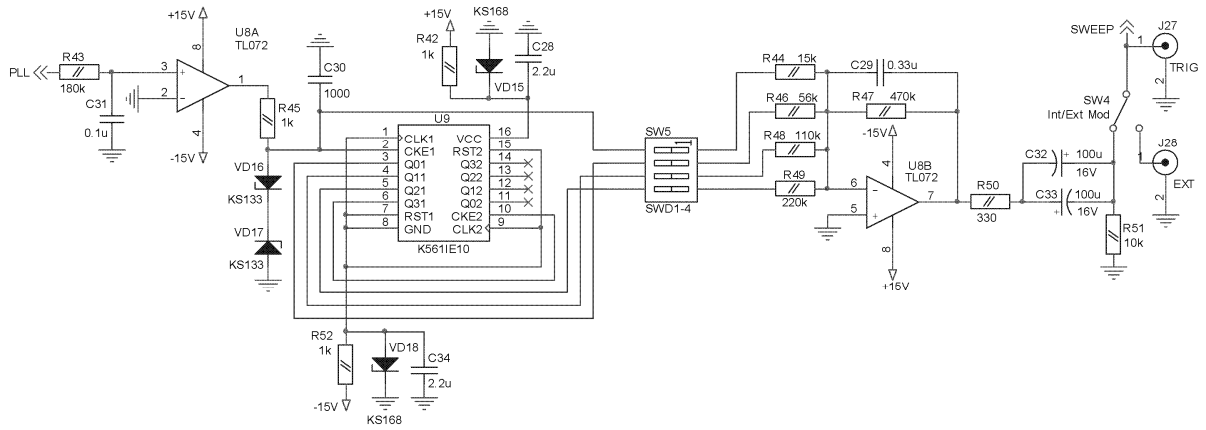 +15V
U8A
TL072
8
PLL
R43
180k
3
+
2
-
1
4
-15V
C31
0.1u
R45
1k
VD16
KS133
VD17
KS133
C30
1000
+15V
R42
1k
KS168
VD15
C28
2.2u
U9
1 CLK1 VCC 16
2 CKE1 RST2 15
3 Q01 Q32 14
4 Q11 Q22 13
5 Q21 Q12 12
6 Q31 Q02 11
7 RST1 CKE2 10
8 GND CLK2 9
K561IE10
R52
1k
-15V
VD18
KS168
C34
2.2u
SW5
SWD1-4
R44 15k
R46 56k
R48 110k
R49
220k
C29 0.33u
R47 470k
-15V
4
U8B
TL072
6
-
5
+
7
8
+15V
R50
330
C32 + 100u
16V
C33 100u
+ 16V
R51
10k
SWEEP
1
J27
TRIG
2
SW4
Int/Ext Mod
1
J28
EXT
2